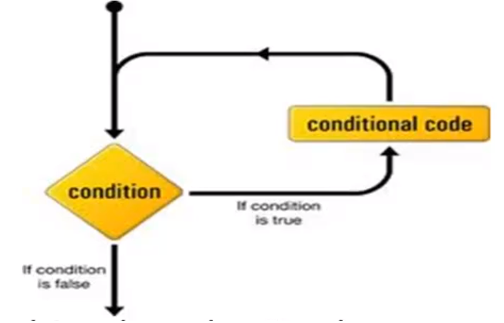 conditional code
condition
If condition
is true
If condition
is false